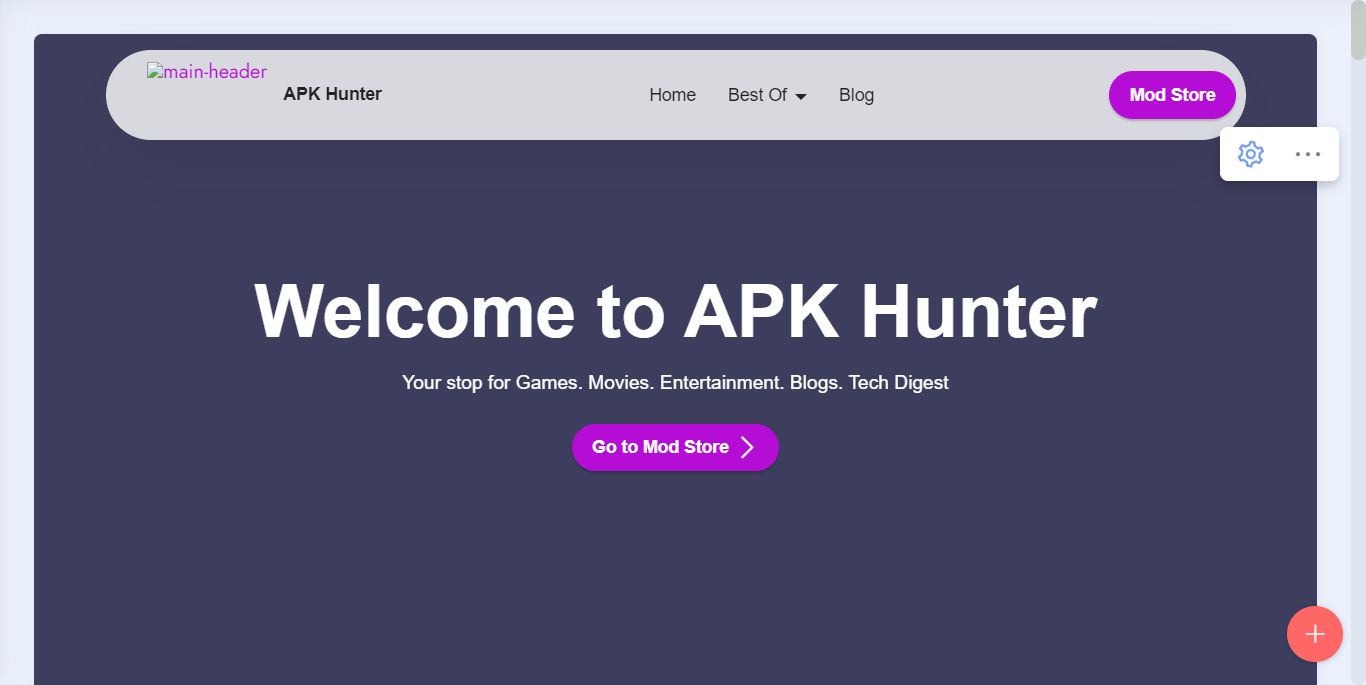 main-header
APK Hunter
Home
Best Of
Blog
Mod Store
Welcome to APK Hunter
Your stop for Games. Movies. Entertainment. Blogs. Tech Digest
Go to Mod Store